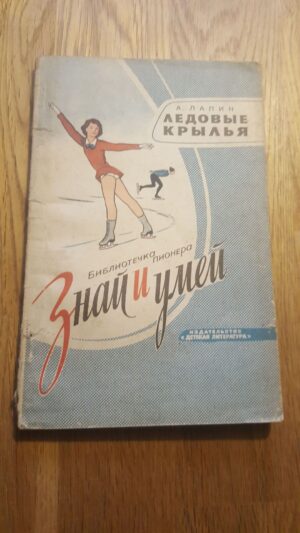 А. ЛАПИН
ЛЕДОВЫЕ
КРЫЛЬЯ
БИБЛИОТЕЧКА
ПИОНЕРА
Знай и умей
ИЗДАТЕЛЬСТВО
«ДЕТСКАЯ ЛИТЕРАТУРА»